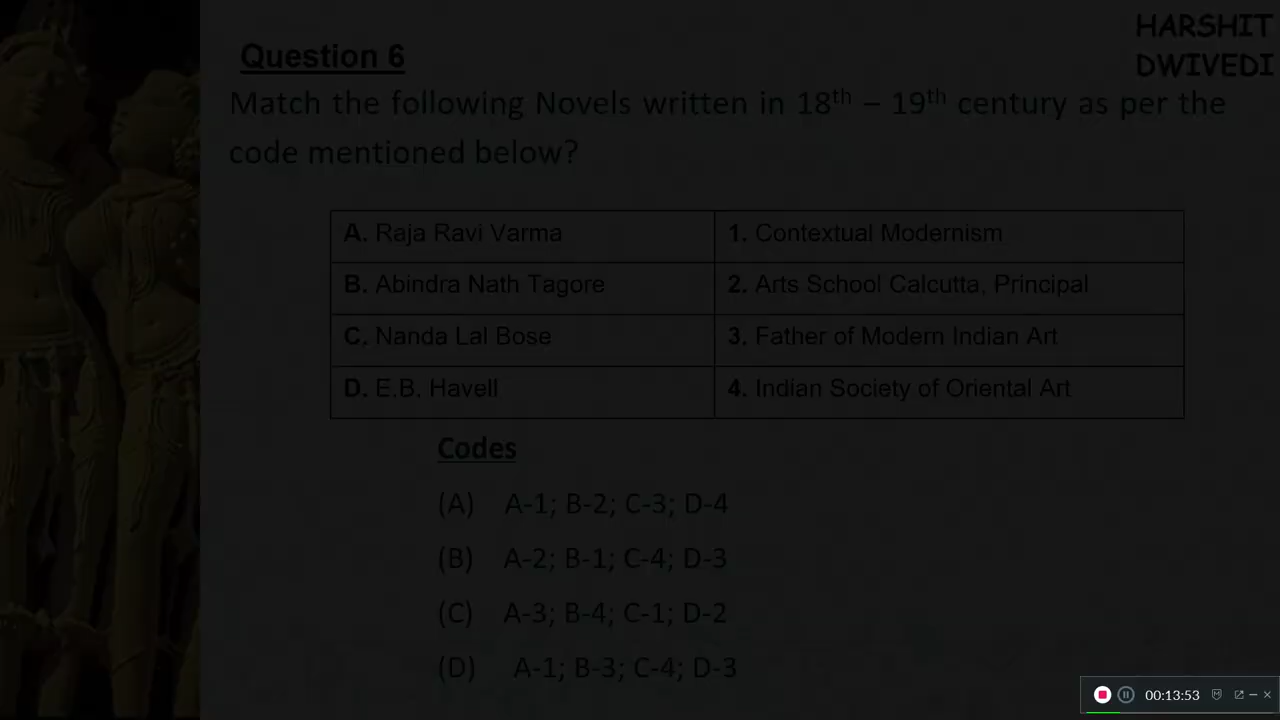 HARSHIT
DWIVEDI
Question 6
Match the following Novels written in 18th – 19th century as per the
code mentioned below?
A. Raja Ravi Varma 1. Contextual Modernism
B. Abindra Nath Tagore 2. Arts School Calcutta, Principal
C. Nanda Lal Bose 3. Father of Modern Indian Art
D. E.B. Havell 4. Indian Society of Oriental Art
Codes
(A) A-1; B-2; C-3; D-4
(B) A-2; B-1; C-4; D-3
(C) A-3; B-4; C-1; D-2
(D) A-1; B-3; C-4; D-3
00:13:53